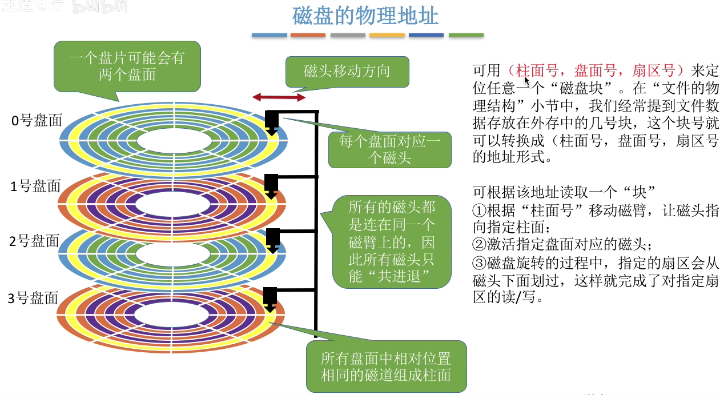 磁盘的物理地址
一个盘片可能会有
两个盘面
磁头移动方向
0号盘面
每个盘面对应一
个磁头
1号盘面
所有的磁头都
是连在同一个
磁臂上的，因
此所有磁头只
能“共进退”
2号盘面
3号盘面
所有盘面中相对位置
相同的磁道组成柱面
可用（柱面号，盘面号，扇区号）来定
位任意一个“磁盘块”。在“文件的物
理结构”小节中，我们经常提到文件数
据存放在外存中的几号块，这个块号就
可以转换成（柱面号，盘面号，扇区号
的地址形式。
可根据该地址读取一个“块”
①根据“柱面号”移动磁臂，让磁头指
向指定柱面；
②激活指定盘面对应的磁头；
③磁盘旋转的过程中，指定的扇区会从
磁头下面划过，这样就完成了对指定扇
区的读/写。